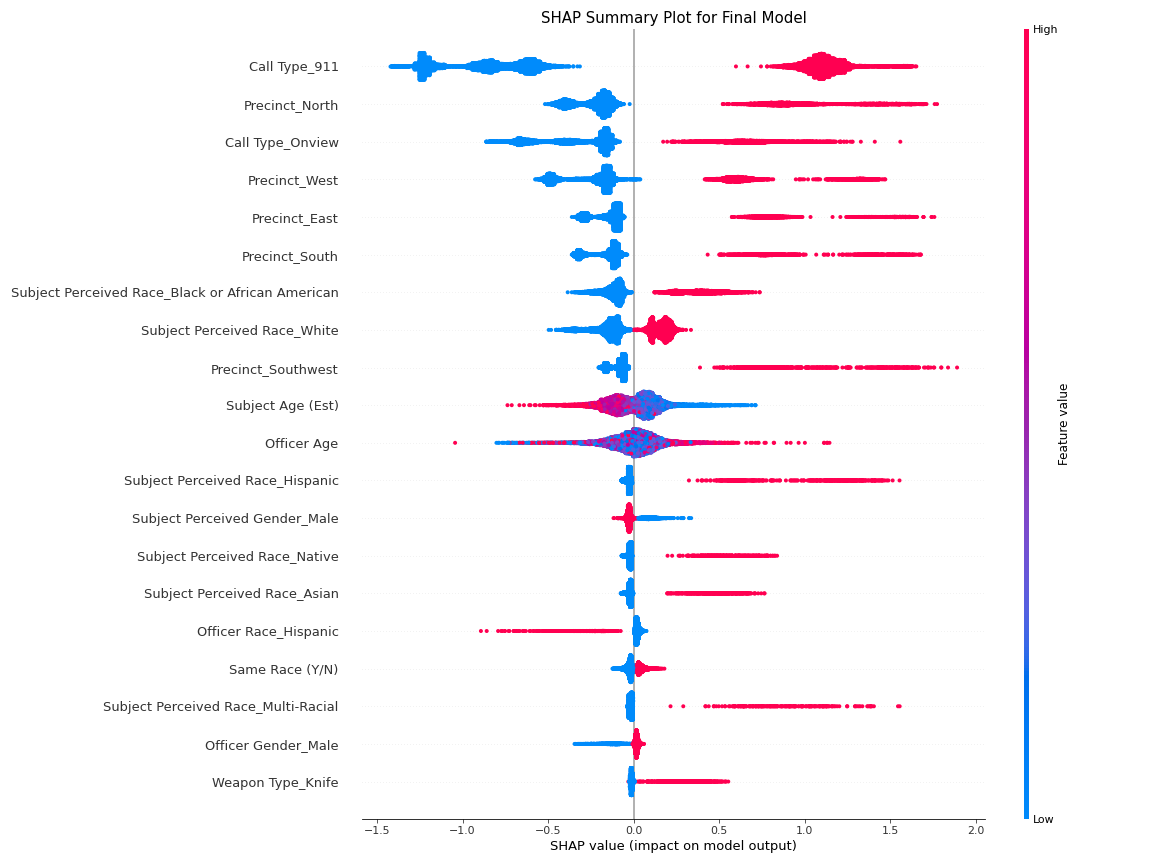 SHAP Summary Plot for Final Model
High
Call Type_911
Precinct_North
Call Type_Onview
Precinct_West
Precinct_East
Precinct_South
Subject Perceived Race_Black or African American
Subject Perceived Race_White
Precinct_Southwest
Subject Age (Est)
Officer Age
Subject Perceived Race_Hispanic
Subject Perceived Gender_Male
Subject Perceived Race_Native
Subject Perceived Race_Asian
Officer Race_Hispanic
Same Race (Y/N)
Subject Perceived Race_Multi-Racial
Officer Gender_Male
Weapon Type_Knife
Feature value
Low
−1.5 −1.0 −0.5 0.0 0.5 1.0 1.5 2.0
SHAP value (impact on model output)